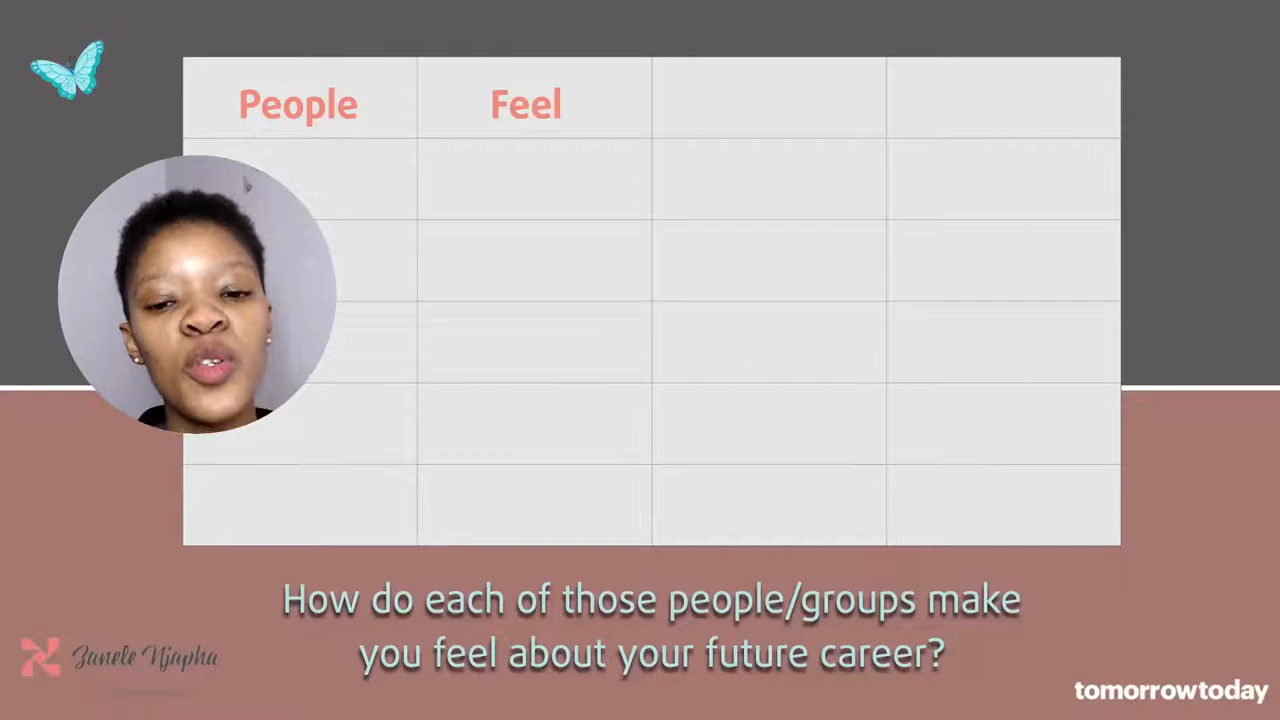 People
Feel
How do each of those people/groups make
you feel about your future career?
Zanele Njapha
tomorrowtoday